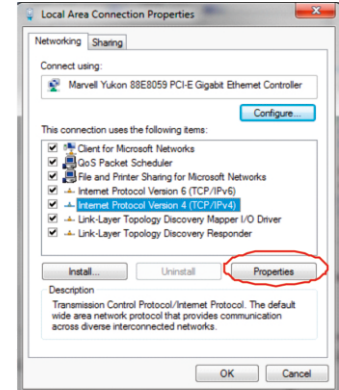 Local Area Connection Properties
Networking Sharing
Connect using:
Marvell Yukon 88E8059 PCI-E Gigabit Ethernet Controller
Configure...
This connection uses the following items:
Client for Microsoft Networks
QoS Packet Scheduler
File and Printer Sharing for Microsoft Networks
Internet Protocol Version 6 (TCP/IPv6)
Internet Protocol Version 4 (TCP/IPv4)
Link-Layer Topology Discovery Mapper I/O Driver
Link-Layer Topology Discovery Responder
Install... Uninstall Properties
Description
Transmission Control Protocol/Internet Protocol. The default
wide area network protocol that provides communication
across diverse interconnected networks.
OK Cancel